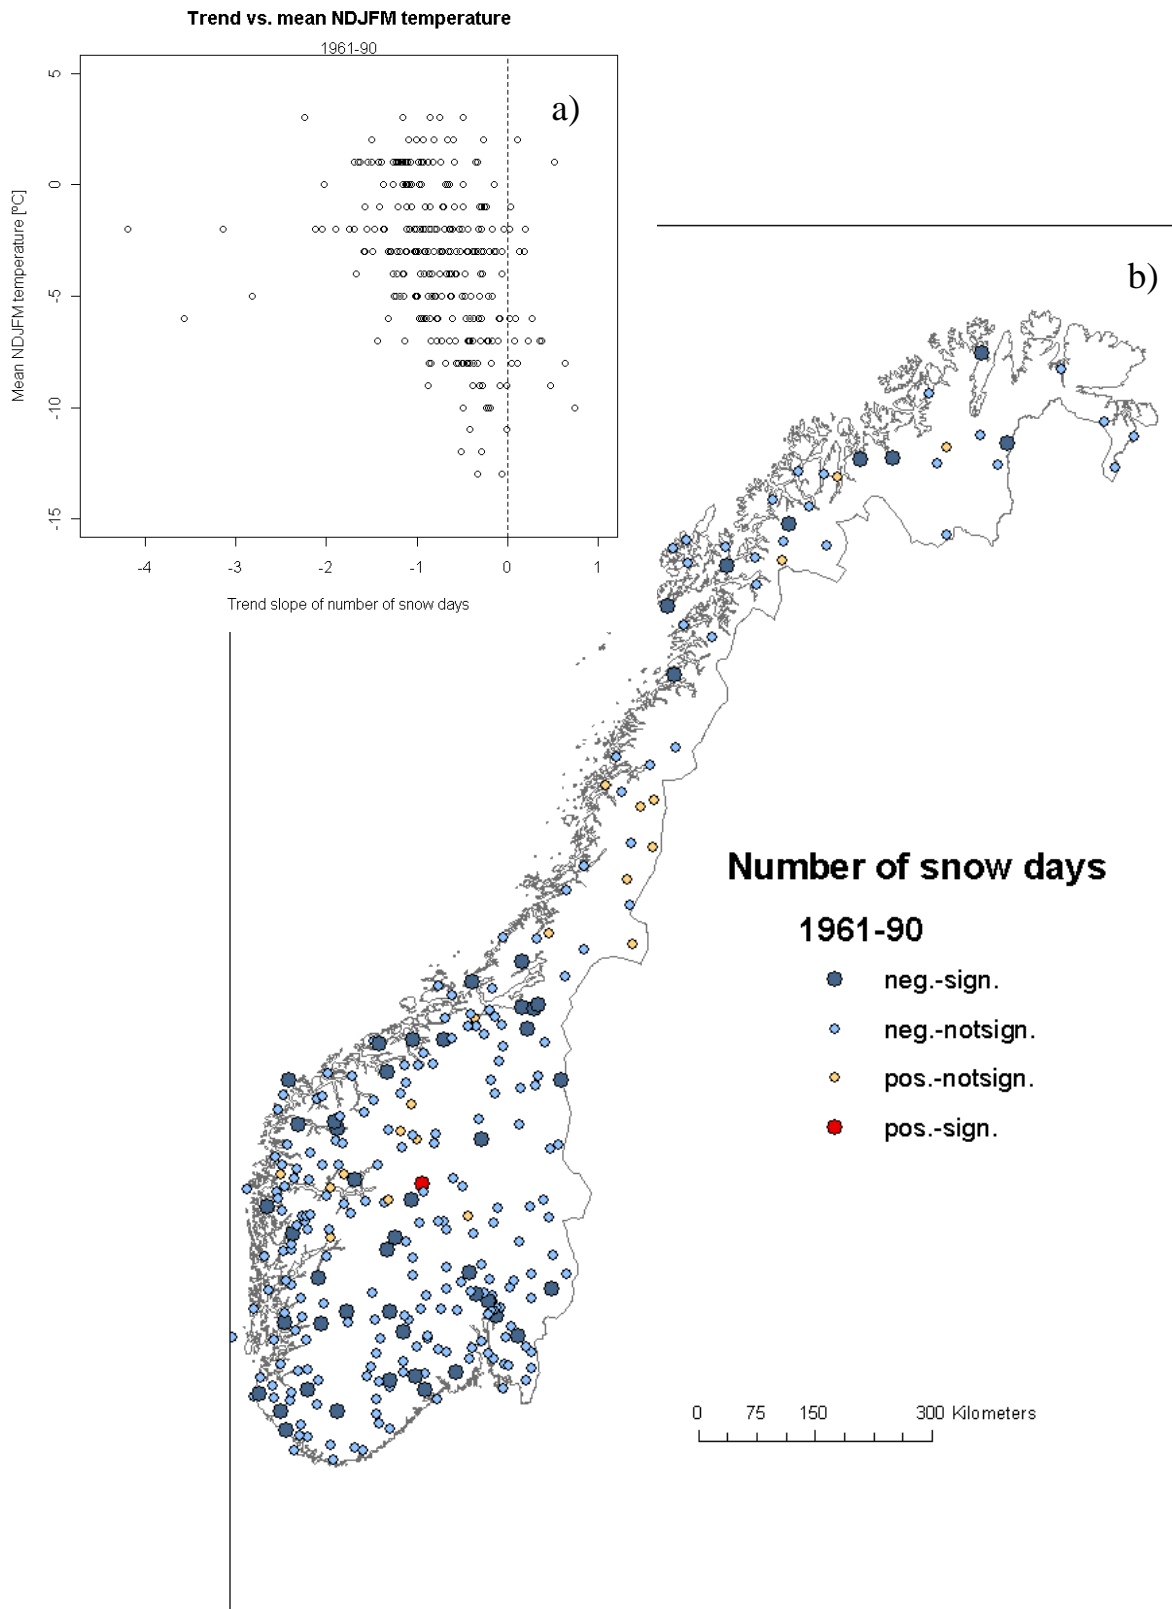 Trend vs. mean NDJFM temperature
1961-90
a)
Mean NDJFM temperature [ºC]
5
0
-5
-10
-15
-4 -3 -2 -1 0 1
Trend slope of number of snow days
b)
Number of snow days
1961-90
neg.-sign.
neg.-notsign.
pos.-notsign.
pos.-sign.
0 75 150 300 Kilometers